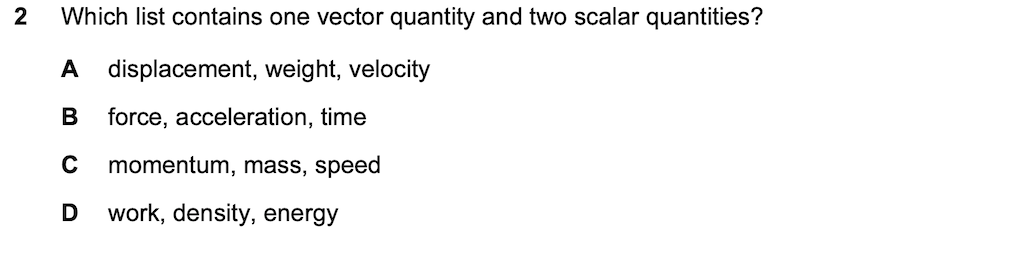 2 Which list contains one vector quantity and two scalar quantities?
A displacement, weight, velocity
B force, acceleration, time
C momentum, mass, speed
D work, density, energy